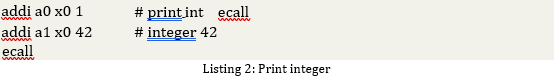 addi a0 x0 1 # print int ecall
addi a1 x0 42 # integer 42
ecall
Listing 2: Print integer